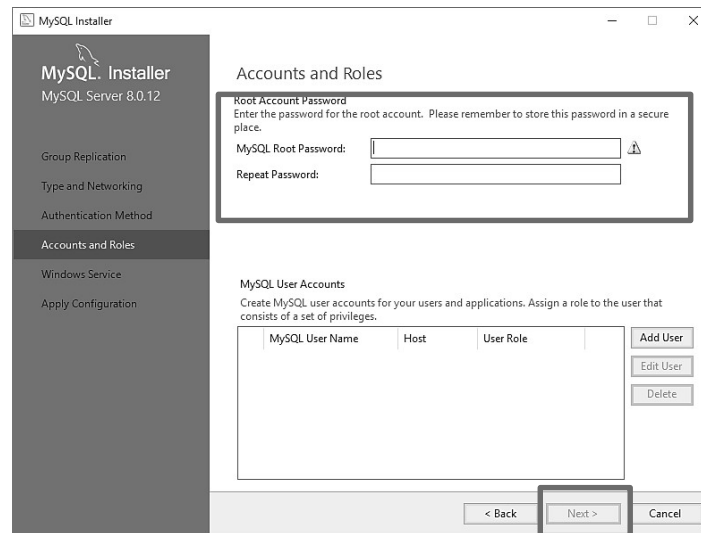 MySQL Installer
MySQL. Installer
MySQL Server 8.0.12
Group Replication
Type and Networking
Authentication Method
Accounts and Roles
Windows Service
Apply Configuration
Accounts and Roles
Root Account Password
Enter the password for the root account. Please remember to store this password in a secure
place.
MySQL Root Password:
Repeat Password:
MySQL User Accounts
Create MySQL user accounts for your users and applications. Assign a role to the user that
consists of a set of privileges.
MySQL User Name Host User Role
Add User
Edit User
Delete
< Back Next > Cancel